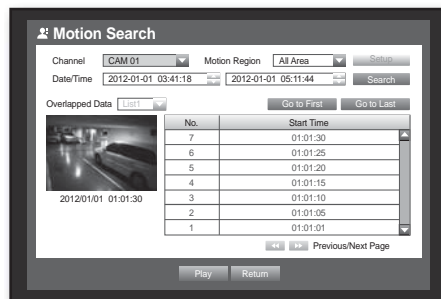 Motion Search
Channel CAM 01 Motion Region All Area Setup
Date/Time 2012-01-01 03:41:18 2012-01-01 05:11:44 Search
Overlapped Data List1 Go to First Go to Last
No. Start Time
7 01:01:30
6 01:01:25
5 01:01:20
4 01:01:15
3 01:01:10
2 01:01:05
1 01:01:01
2012/01/01 01:01:30
Previous/Next Page
Play Return